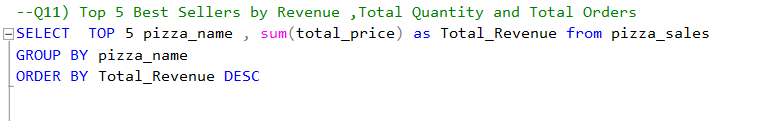 --Q11) Top 5 Best Sellers by Revenue ,Total Quantity and Total Orders
SELECT  TOP 5 pizza_name , sum(total_price) as Total_Revenue from pizza_sales
GROUP BY pizza_name
ORDER BY Total_Revenue DESC